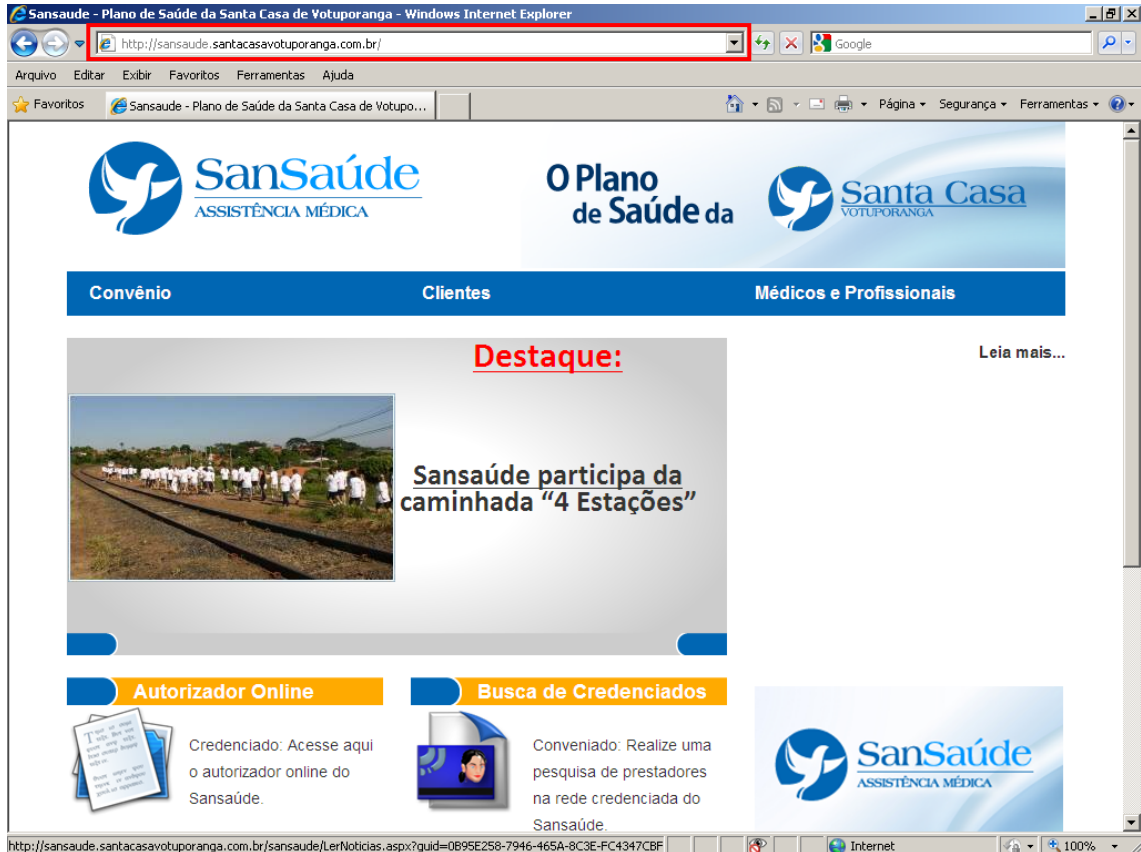 Sansaude - Plano de Saúde da Santa Casa de Votuporanga - Windows Internet Explorer
http://sansaude.santacasavotuporanga.com.br/
Google
Arquivo Editar Exibir Favoritos Ferramentas Ajuda
Favoritos
Sansaude - Plano de Saúde da Santa Casa de Votupo...
Página Segurança Ferramentas
SanSaúde
ASSISTÊNCIA MÉDICA
O Plano
de Saúde da
Santa Casa
VOTUPORANGA
Convênio Clientes Médicos e Profissionais
Destaque:
Leia mais...
Sansaúde participa da
caminhada “4 Estações”
Autorizador Online
Credenciado: Acesse aqui
o autorizador online do
Sansaúde.
Busca de Credenciados
Conveniado: Realize uma
pesquisa de prestadores
na rede credenciada do
Sansaúde.
SanSaúde
ASSISTÊNCIA MÉDICA
http://sansaude.santacasavotuporanga.com.br/sansaude/LerNoticias.aspx?guid=0B95E258-7946-465A-8C3E-FC4347CBF
Internet
100%